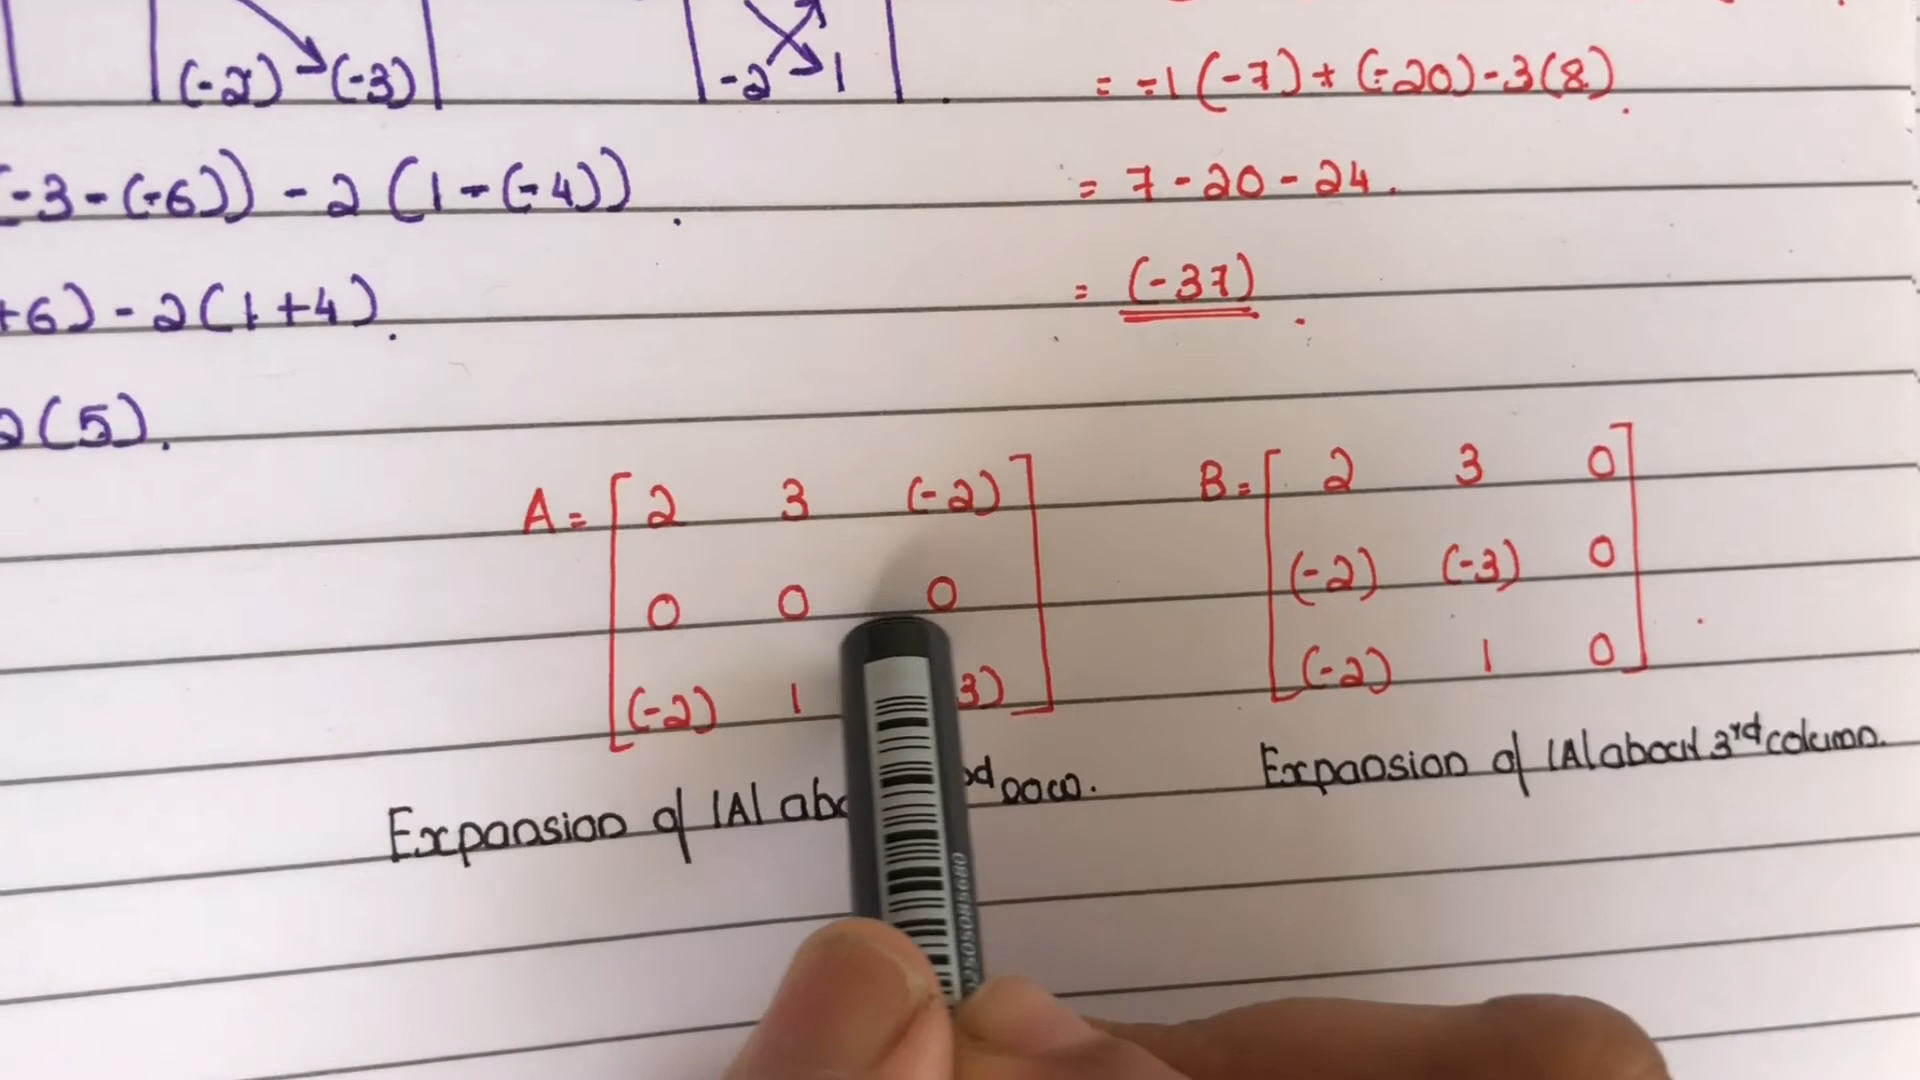 (-2) (-3)
-2 1
= -1(-7) + (-20) - 3(8)
-3-(-6)) - 2(1-(-4))
= 7 - 20 - 24.
+6) - 2(1+4).
= (-37)
2(5).
A = [ 2 3 (-2) ]
0 0 0
(-2) 1 3)
Expansion of |A| row.
B = [ 2 3 0 ]
(-2) (-3) 0
(-2) 1 0
Expansion of |A| about 3rd column.